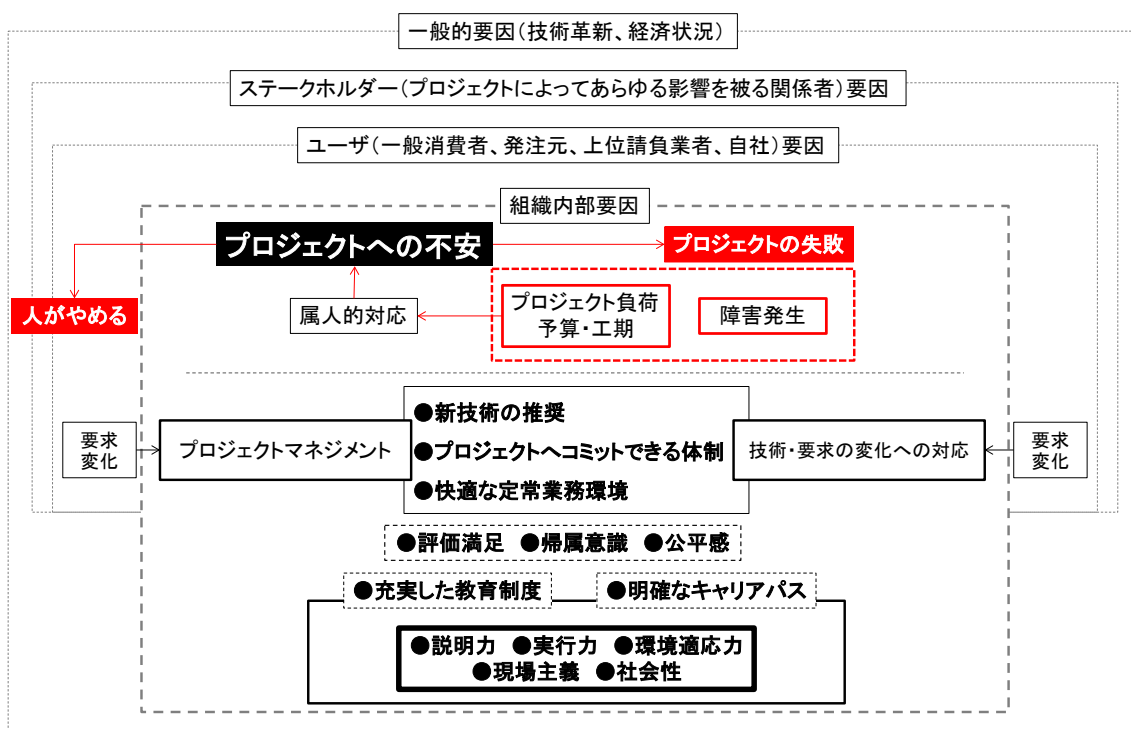 一般的要因(技術革新、経済状況)
ステークホルダー(プロジェクトによってあらゆる影響を被る関係者)要因
ユーザ(一般消費者、発注元、上位請負業者、自社)要因
組織内部要因
プロジェクトへの不安
プロジェクトの失敗
人がやめる
属人的対応
プロジェクト負荷
予算・工期
障害発生
●新技術の推奨
●プロジェクトへコミットできる体制
●快適な定常業務環境
要求
変化
プロジェクトマネジメント
技術・要求の変化への対応
要求
変化
●評価満足 ●帰属意識 ●公平感
●充実した教育制度
●明確なキャリアパス
●説明力 ●実行力 ●環境適応力
●現場主義 ●社会性